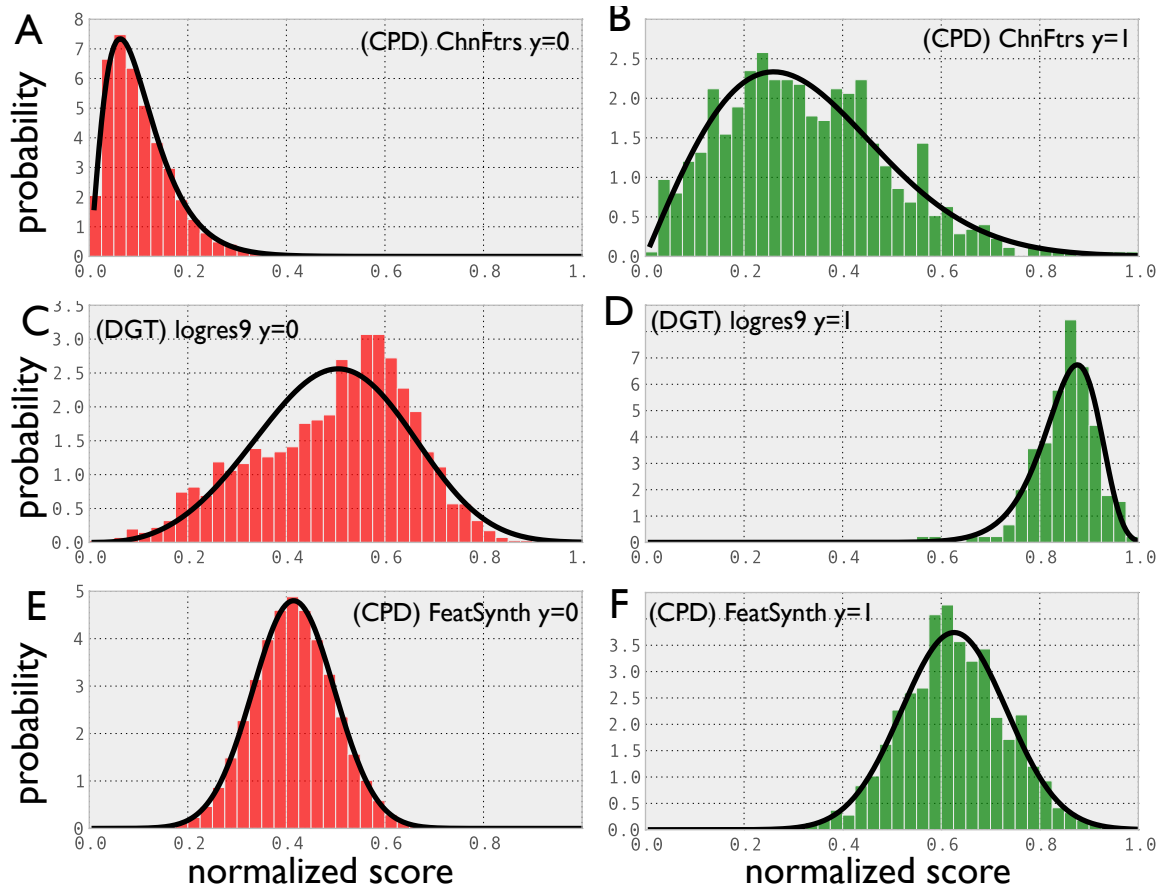 A
(CPD) ChnFtrs y=0
probability
8
7
6
5
4
3
2
1
0
0.0 0.2 0.4 0.6 0.8 1.
B
(CPD) ChnFtrs y=1
2.5
2.0
1.5
1.0
0.5
0.0
0.0 0.2 0.4 0.6 0.8 1.0
C
(DGT) logres9 y=0
probability
3.5
3.0
2.5
2.0
1.5
1.0
0.5
0.0
0.0 0.2 0.4 0.6 0.8 1.
D
(DGT) logres9 y=1
7
6
5
4
3
2
1
0
0.0 0.2 0.4 0.6 0.8 1.0
E
(CPD) FeatSynth y=0
probability
5
4
3
2
1
0
0.0 0.2 0.4 0.6 0.8 1.
normalized score
F
(CPD) FeatSynth y=1
3.5
3.0
2.5
2.0
1.5
1.0
0.5
0.0
0.0 0.2 0.4 0.6 0.8 1.0
normalized score